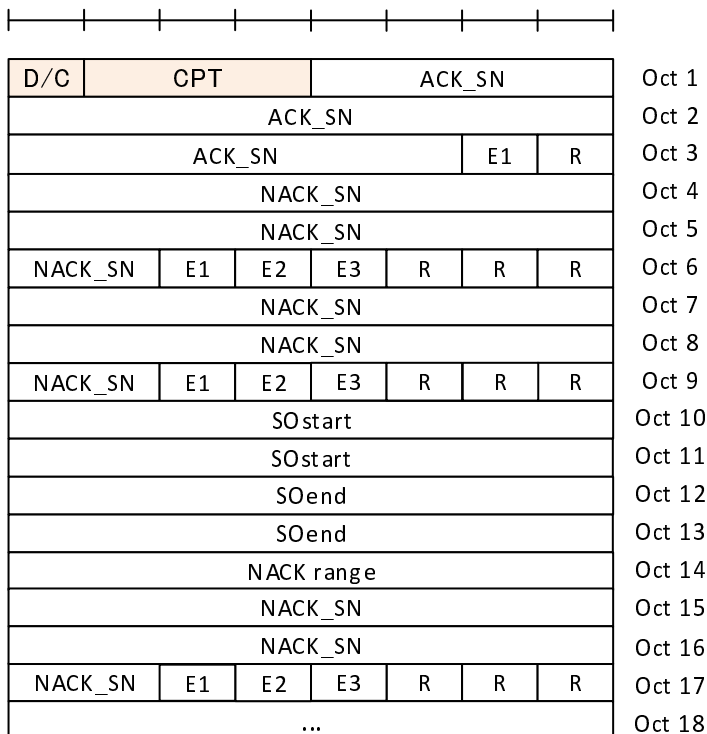 D/C CPT ACK_SN Oct 1
ACK_SN Oct 2
ACK_SN E1 R Oct 3
NACK_SN Oct 4
NACK_SN Oct 5
NACK_SN E1 E2 E3 R R R Oct 6
NACK_SN Oct 7
NACK_SN Oct 8
NACK_SN E1 E2 E3 R R R Oct 9
SOstart Oct 10
SOstart Oct 11
SOend Oct 12
SOend Oct 13
NACK range Oct 14
NACK_SN Oct 15
NACK_SN Oct 16
NACK_SN E1 E2 E3 R R R Oct 17
... Oct 18